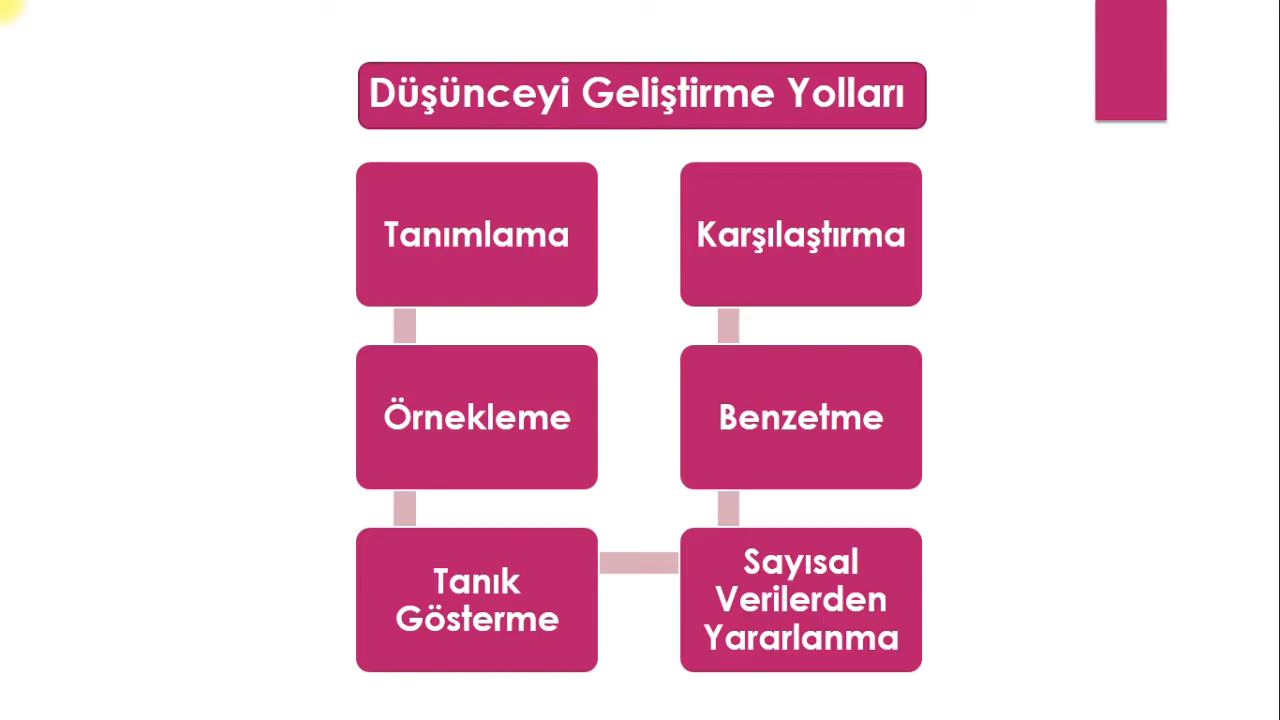 Düşünceyi Geliştirme Yolları
Tanımlama
Karşılaştırma
Örnekleme
Benzetme
Tanık
Gösterme
Sayısal
Verilerden
Yararlanma